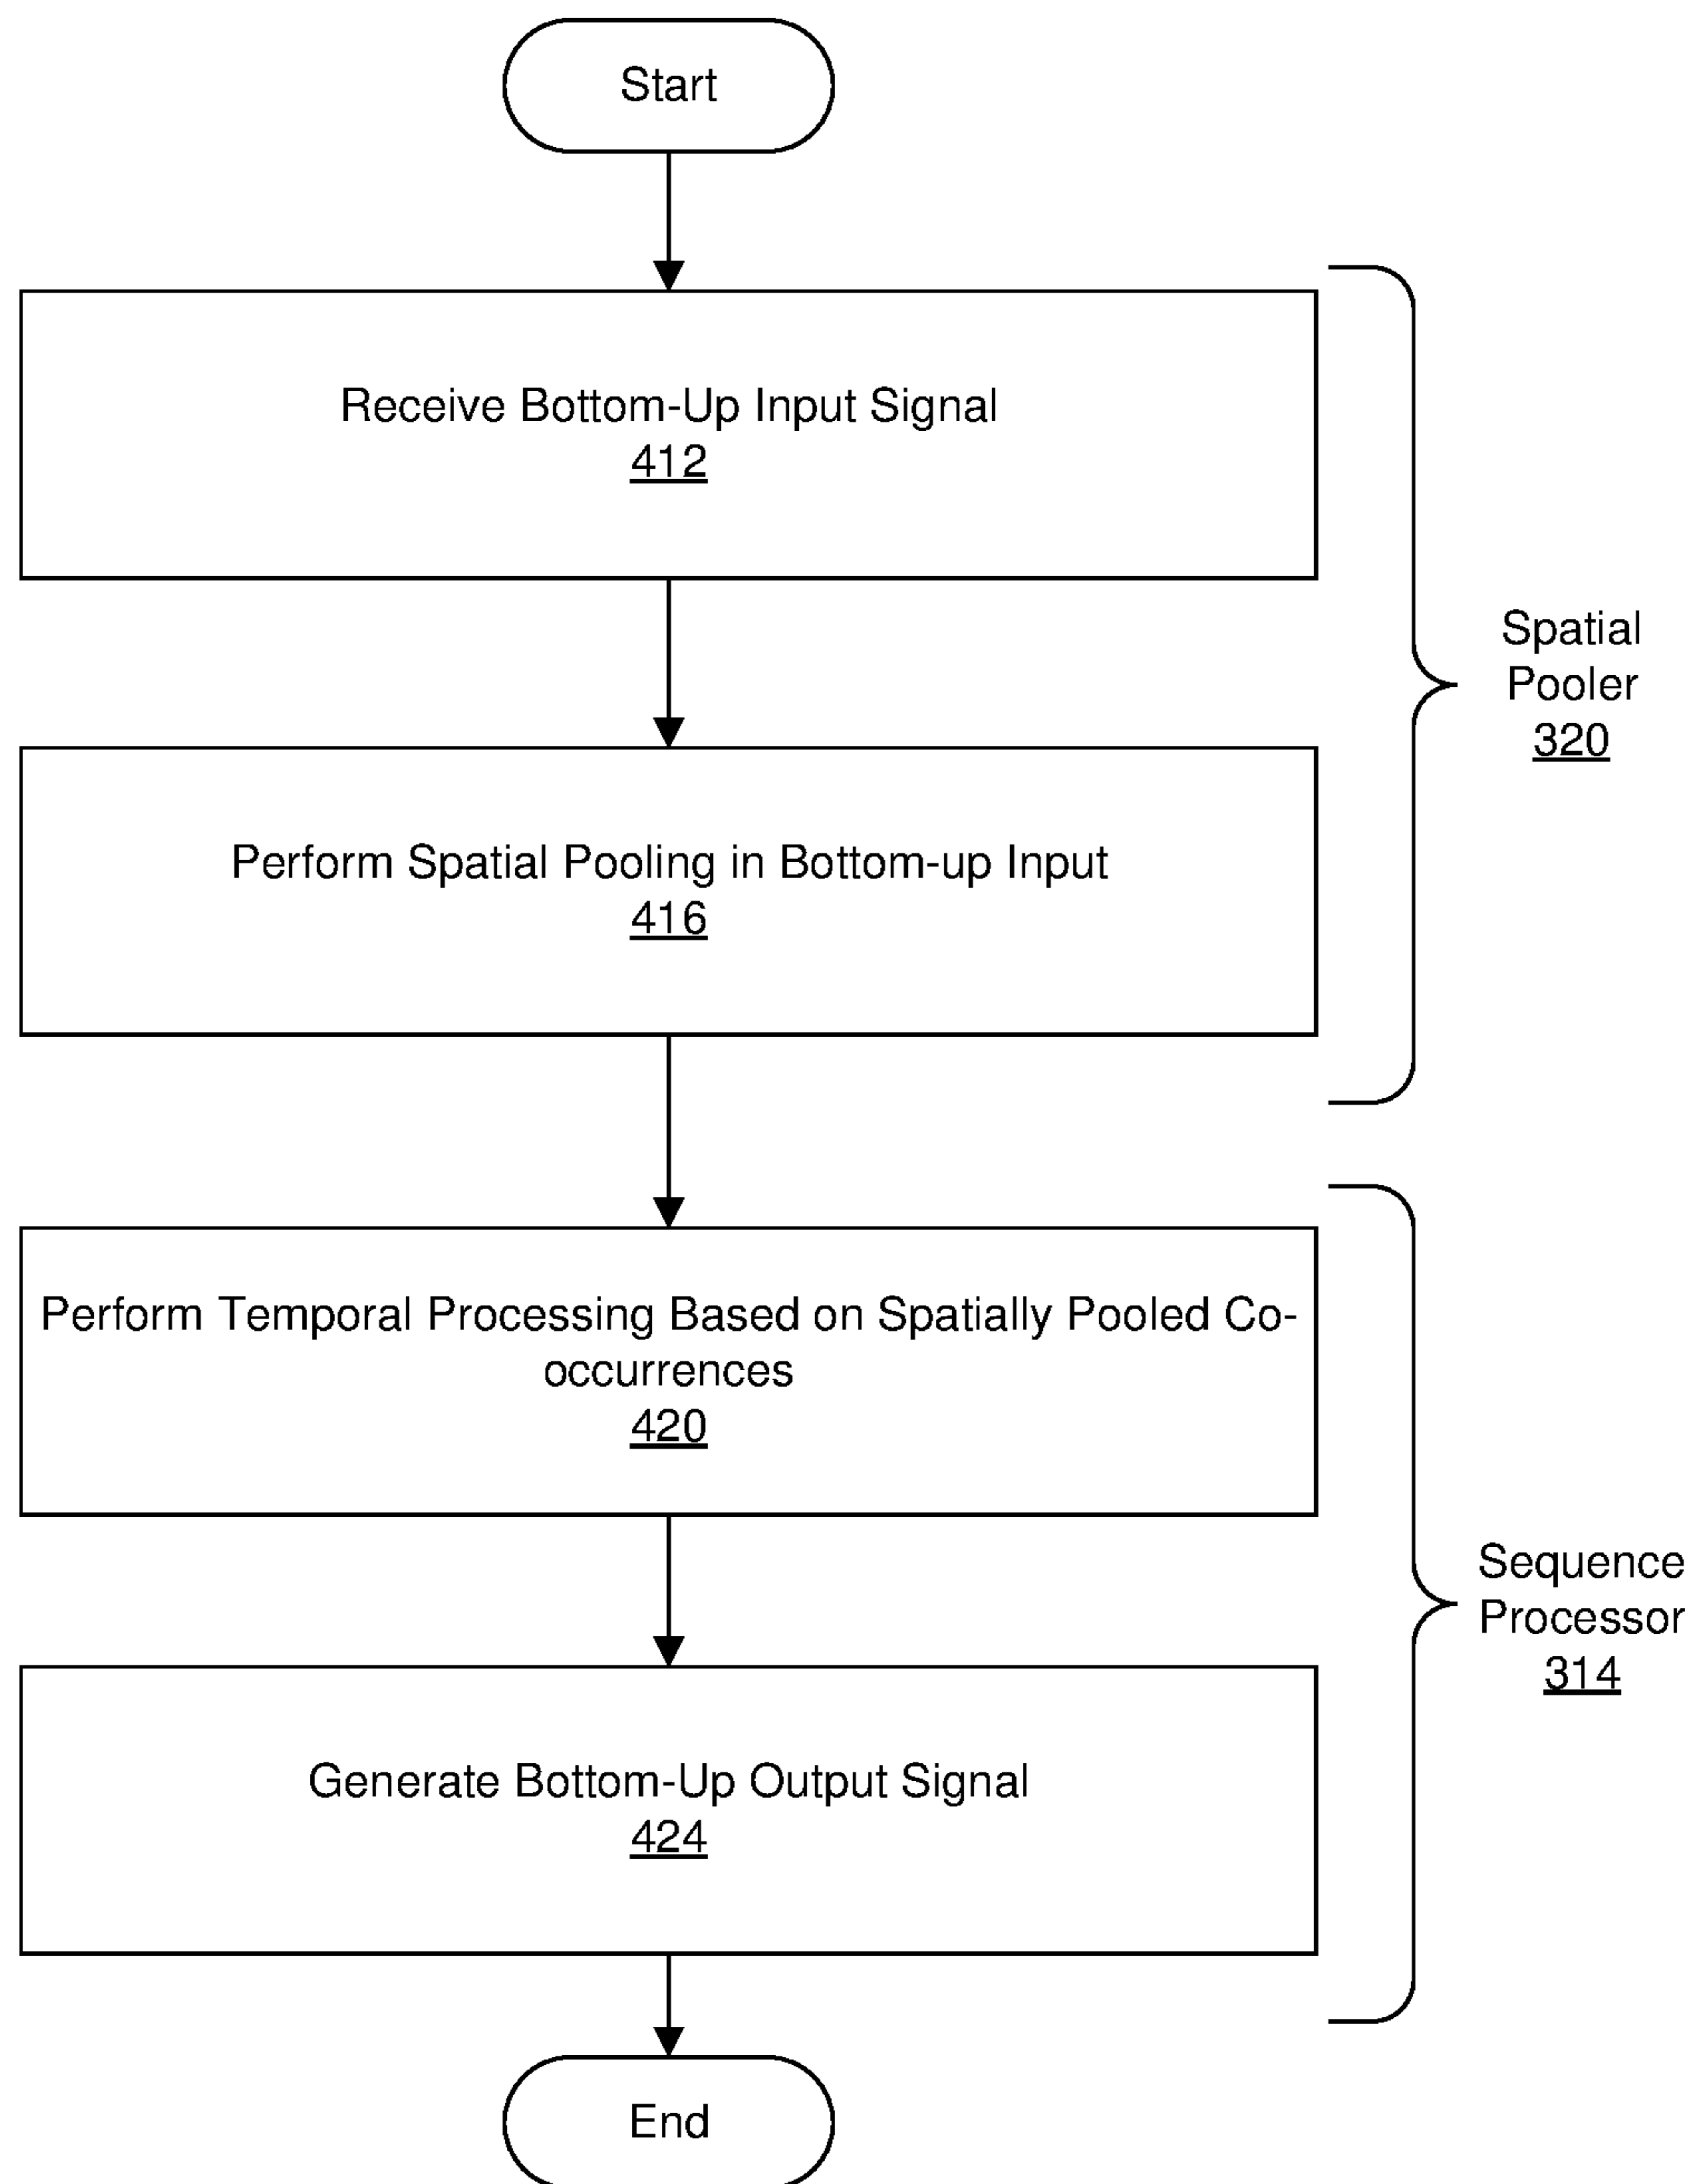 Start
Receive Bottom-Up Input Signal
412
Spatial
Pooler
320
Perform Spatial Pooling in Bottom-up Input
416
Perform Temporal Processing Based on Spatially Pooled Co-
occurrences
420
Sequence
Processor
314
Generate Bottom-Up Output Signal
424
End